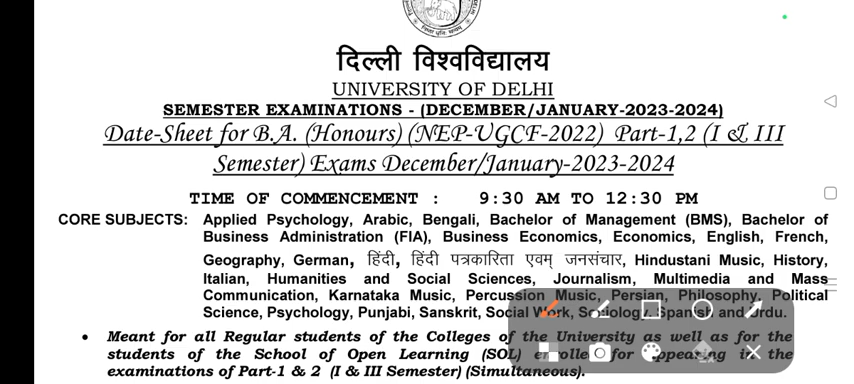 दिल्ली विश्वविद्यालय
UNIVERSITY OF DELHI
SEMESTER EXAMINATIONS - (DECEMBER/JANUARY-2023-2024)
Date-Sheet for B.A. (Honours) (NEP-UGCF-2022) Part-1,2 (I & III
Semester) Exams December/January-2023-2024
TIME OF COMMENCEMENT : 9:30 AM TO 12:30 PM
CORE SUBJECTS: Applied Psychology, Arabic, Bengali, Bachelor of Management (BMS), Bachelor of
Business Administration (FIA), Business Economics, Economics, English, French,
Geography, German, हिंदी, हिंदी पत्रकारिता एवम् जनसंचार, Hindustani Music, History,
Italian, Humanities and Social Sciences, Journalism, Multimedia and Mass
Communication, Karnataka Music, Percussion Music, Persian, Philosophy, Political
Science, Psychology, Punjabi, Sanskrit, Social Work, Sociology, Spanish and Urdu.
• Meant for all Regular students of the Colleges of the University as well as for the
students of the School of Open Learning (SOL) enrolled for appearing in the
examinations of Part-1 & 2 (I & III Semester) (Simultaneous).